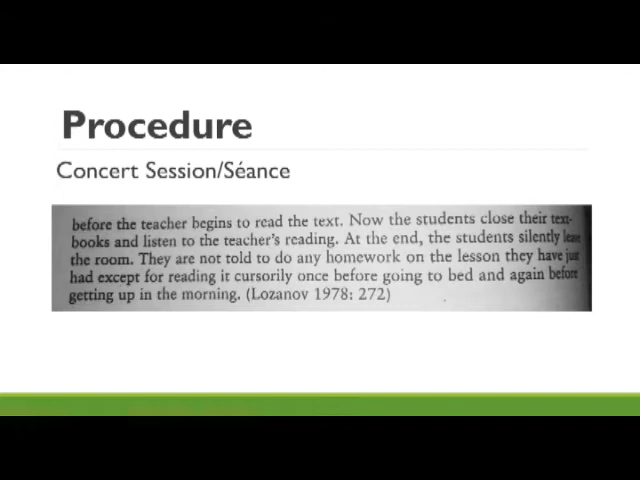 Procedure
Concert Session/Séance
before the teacher begins to read the text. Now the students close their text-
books and listen to the teacher's reading. At the end, the students silently leave
the room. They are not told to do any homework on the lesson they have just
had except for reading it cursorily once before going to bed and again before
getting up in the morning. (Lozanov 1978: 272)